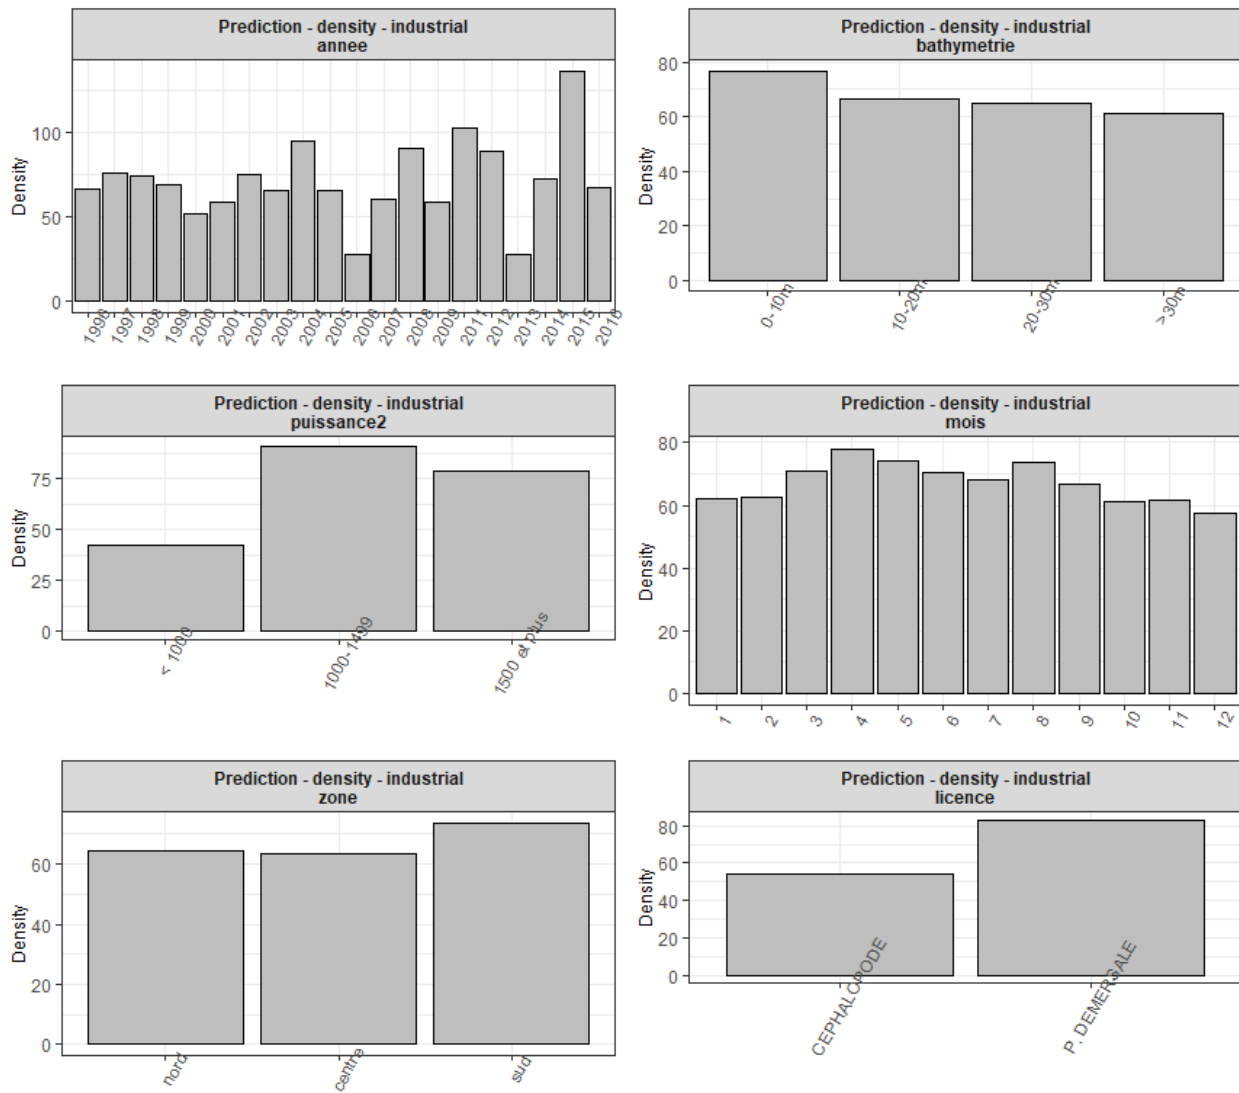 Prediction - density - industrial
annee
Density
100
50
0
1996 1997 1998 1999 2000 2001 2002 2003 2004 2005 2006 2007 2008 2009 2011 2012 2013 2014 2015
Prediction - density - industrial
bathymetrie
Density
80
60
40
20
0
0-10m 10-20m 20-30m >30m
Prediction - density - industrial
puissance2
Density
75
50
25
0
< 1000 1000-1499 1500 et plus
Prediction - density - industrial
mois
Density
80
60
40
20
0
1 2 3 4 5 6 7 8 9 10 11 12
Prediction - density - industrial
zone
Density
60
40
20
0
nord centre sud
Prediction - density - industrial
licence
Density
80
60
40
20
0
CEPHALOPODE P. DEMERSALE